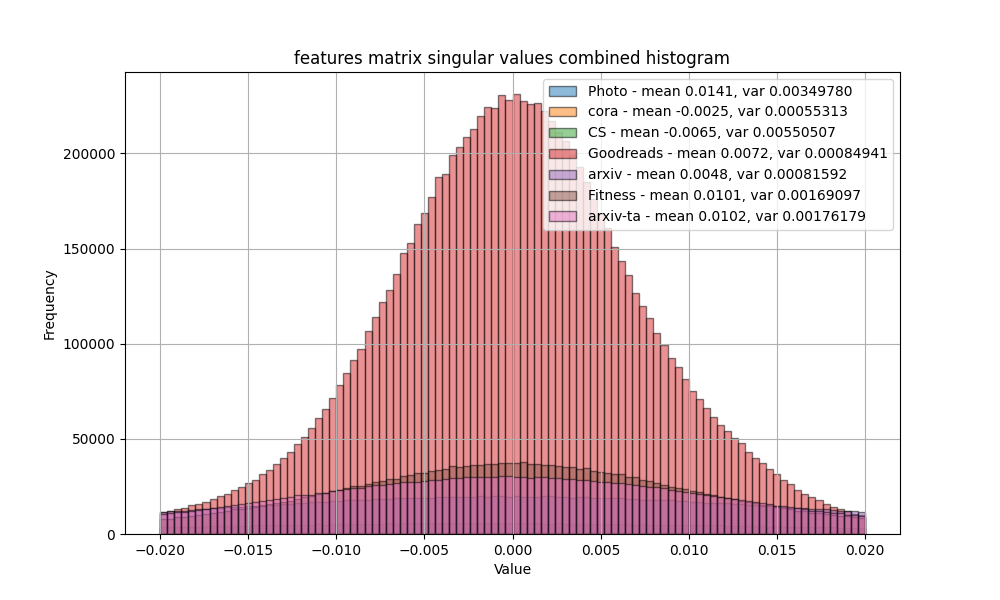 features matrix singular values combined histogram
Photo - mean 0.0141, var 0.00349780
cora - mean -0.0025, var 0.00055313
CS - mean -0.0065, var 0.00550507
Goodreads - mean 0.0072, var 0.00084941
arxiv - mean 0.0048, var 0.00081592
Fitness - mean 0.0101, var 0.00169097
arxiv-ta - mean 0.0102, var 0.00176179
Frequency
200000
150000
100000
50000
0
−0.020 −0.015 −0.010 −0.005 0.000 0.005 0.010 0.015 0.020
Value